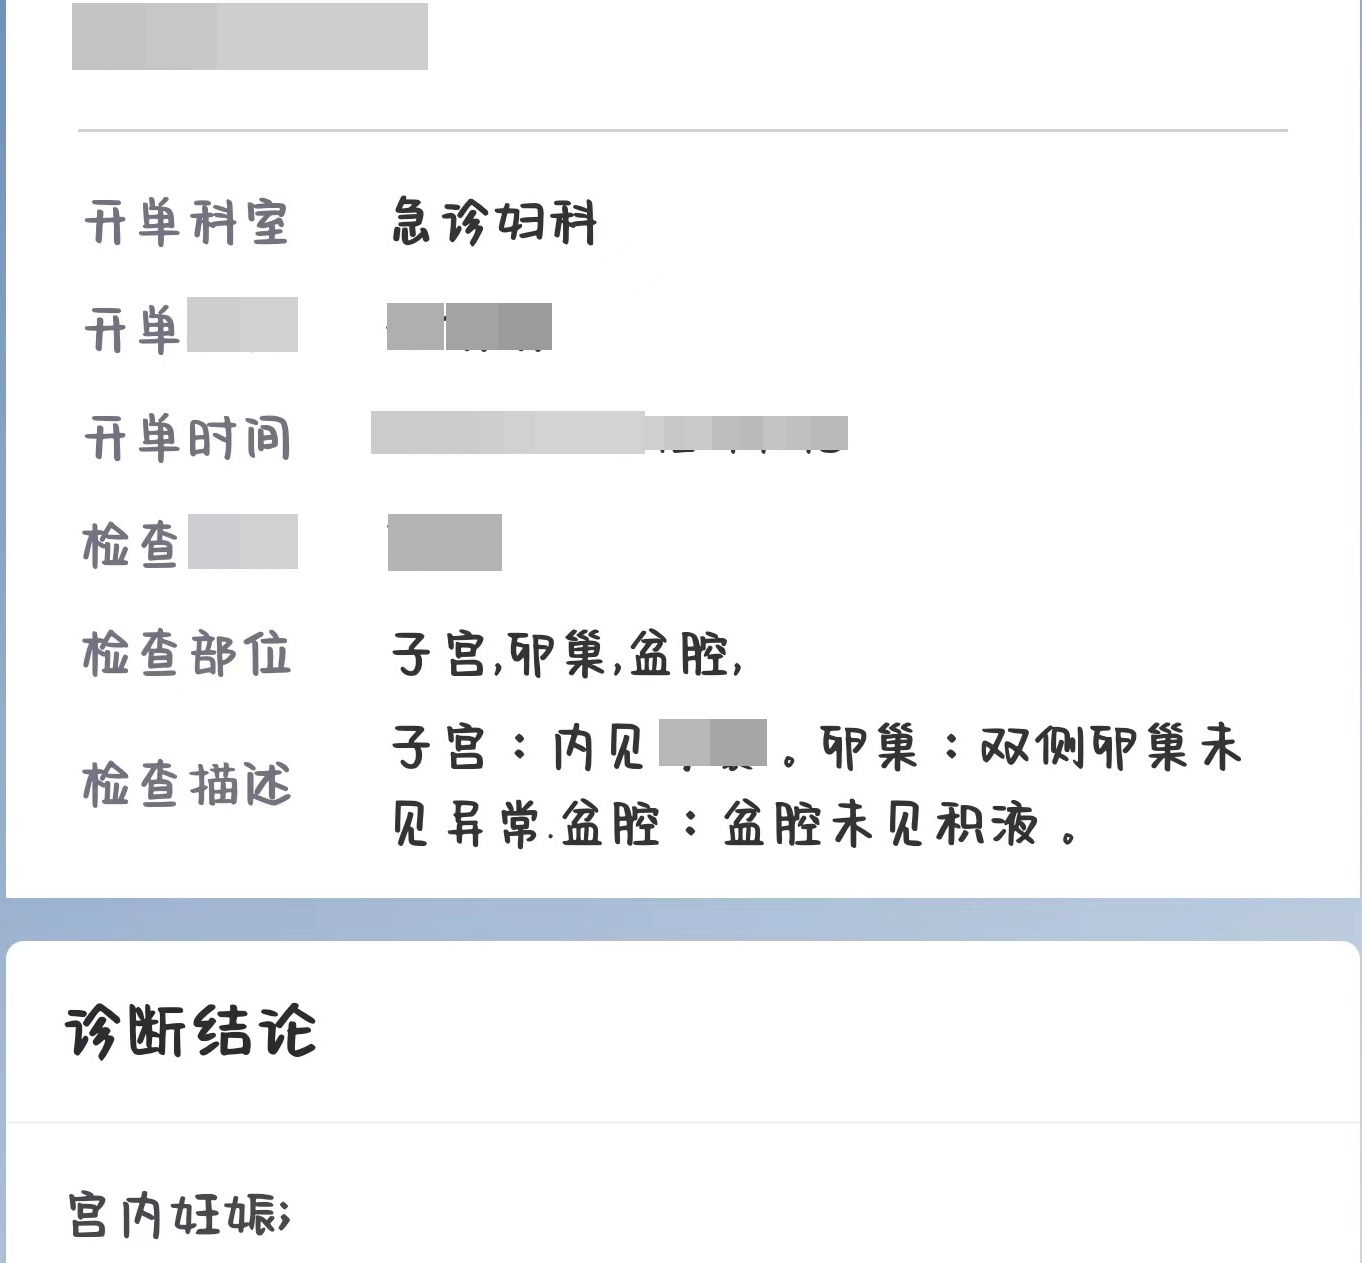 开单科室 急诊妇科
开单
开单时间
检查
检查部位 子宫,卵巢,盆腔,
检查描述 子宫：内见 。卵巢：双侧卵巢未
见异常.盆腔：盆腔未见积液。
诊断结论
宫内妊娠;